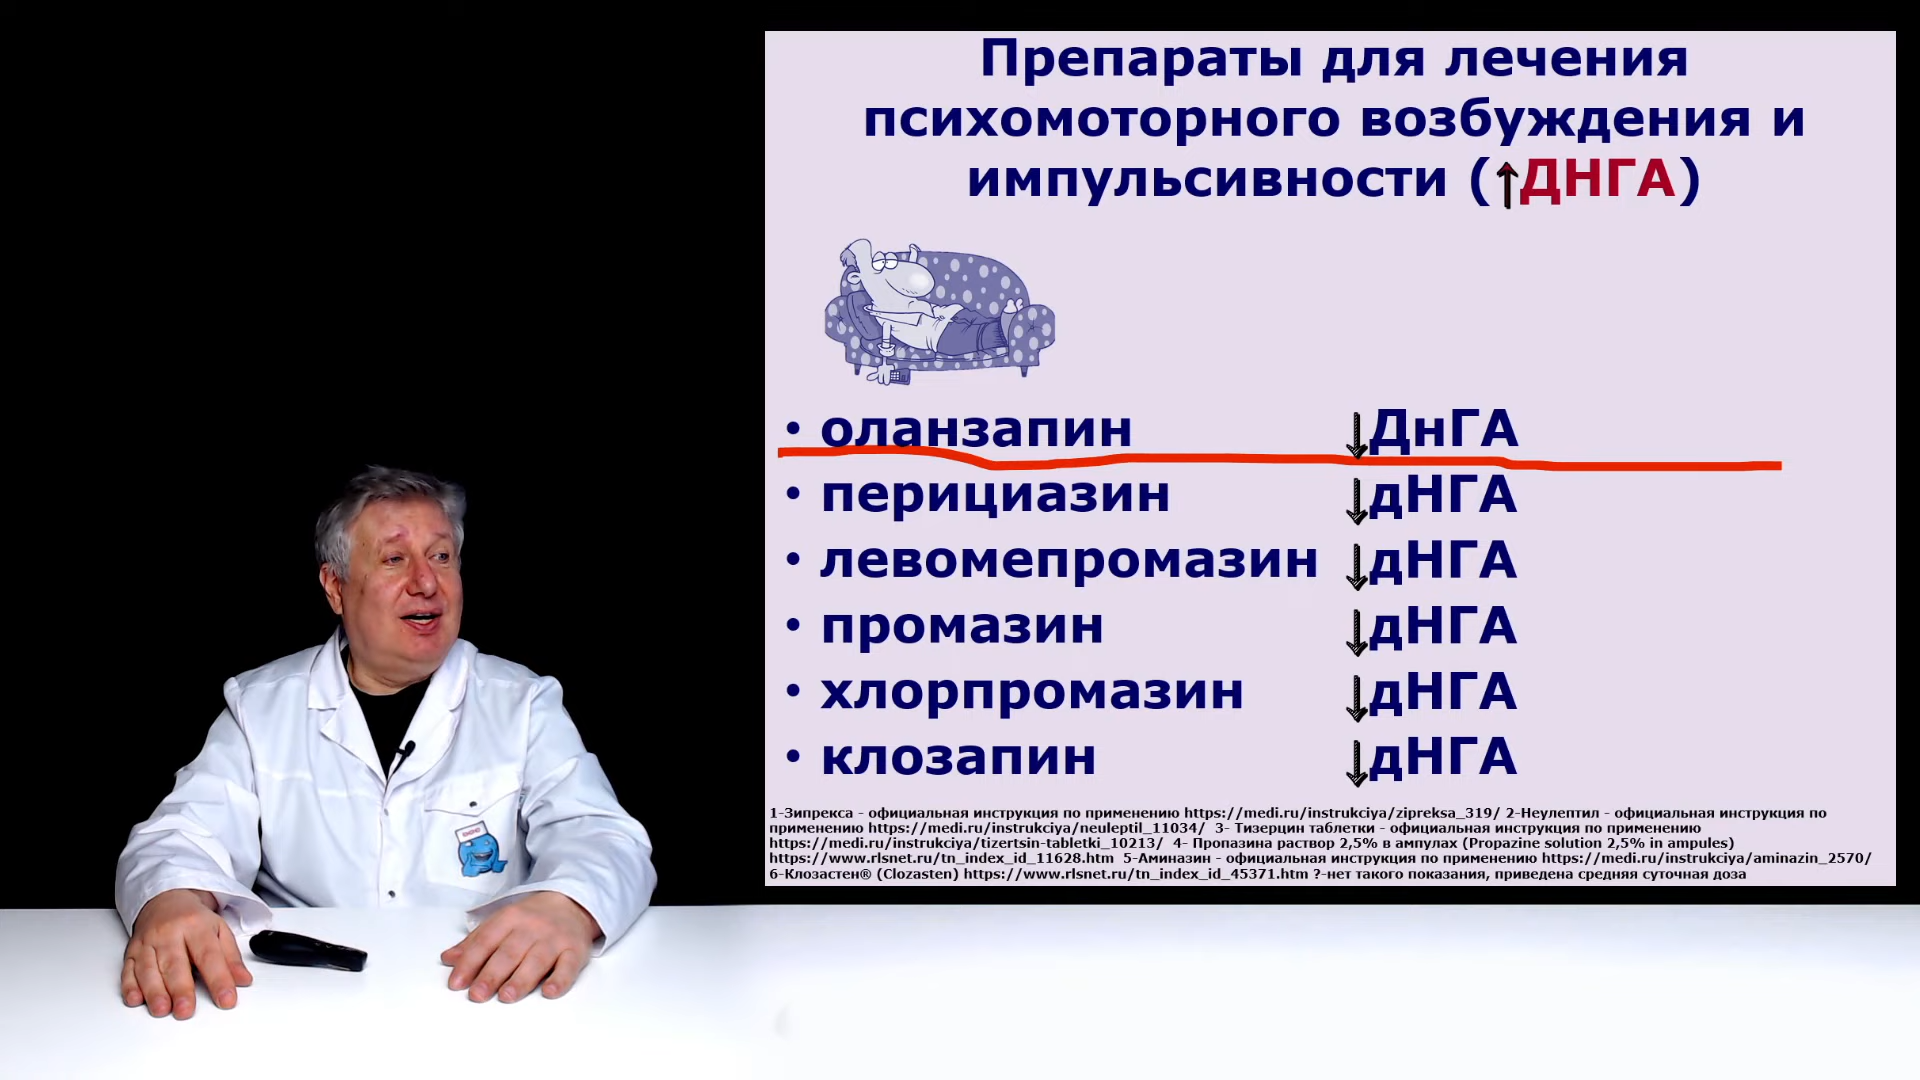 Препараты для лечения
психомоторного возбуждения и
импульсивности (↑ДНГА)
• оланзапин ↓ДнГА
• перициазин ↓дНГА
• левомепромазин ↓дНГА
• промазин ↓дНГА
• хлорпромазин ↓дНГА
• клозапин ↓дНГА
1-Зипрекса - официальная инструкция по применению https://medi.ru/instrukciya/zipreksa_319/ 2-Неулептил - официальная инструкция по
применению https://medi.ru/instrukciya/neuleptil_11034/ 3- Тизерцин таблетки - официальная инструкция по применению
https://medi.ru/instrukciya/tizertsin-tabletki_10213/ 4- Пропазина раствор 2,5% в ампулах (Propazine solution 2,5% in ampules)
https://www.rlsnet.ru/tn_index_id_11628.htm 5-Аминазин - официальная инструкция по применению https://medi.ru/instrukciya/aminazin_2570/
6-Клозастен® (Clozasten) https://www.rlsnet.ru/tn_index_id_45371.htm ?-нет такого показания, приведена средняя суточная доза